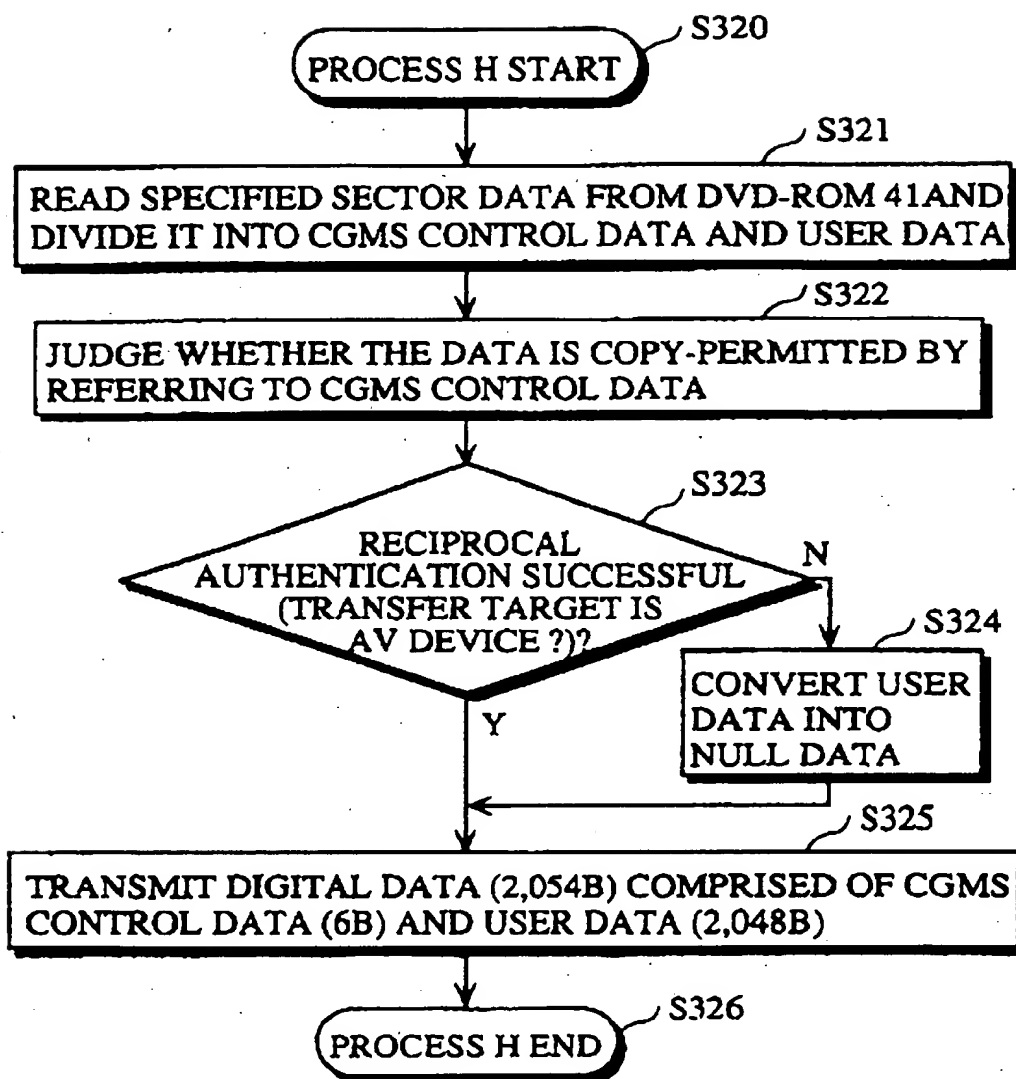 S320
PROCESS H START
S321
READ SPECIFIED SECTOR DATA FROM DVD-ROM 41AND
DIVIDE IT INTO CGMS CONTROL DATA AND USER DATA
S322
JUDGE WHETHER THE DATA IS COPY-PERMITTED BY
REFERRING TO CGMS CONTROL DATA
S323
RECIPROCAL
AUTHENTICATION SUCCESSFUL
(TRANSFER TARGET IS
AV DEVICE ?)?
N
Y
S324
CONVERT USER
DATA INTO
NULL DATA
S325
TRANSMIT DIGITAL DATA (2,054B) COMPRISED OF CGMS
CONTROL DATA (6B) AND USER DATA (2,048B)
S326
PROCESS H END